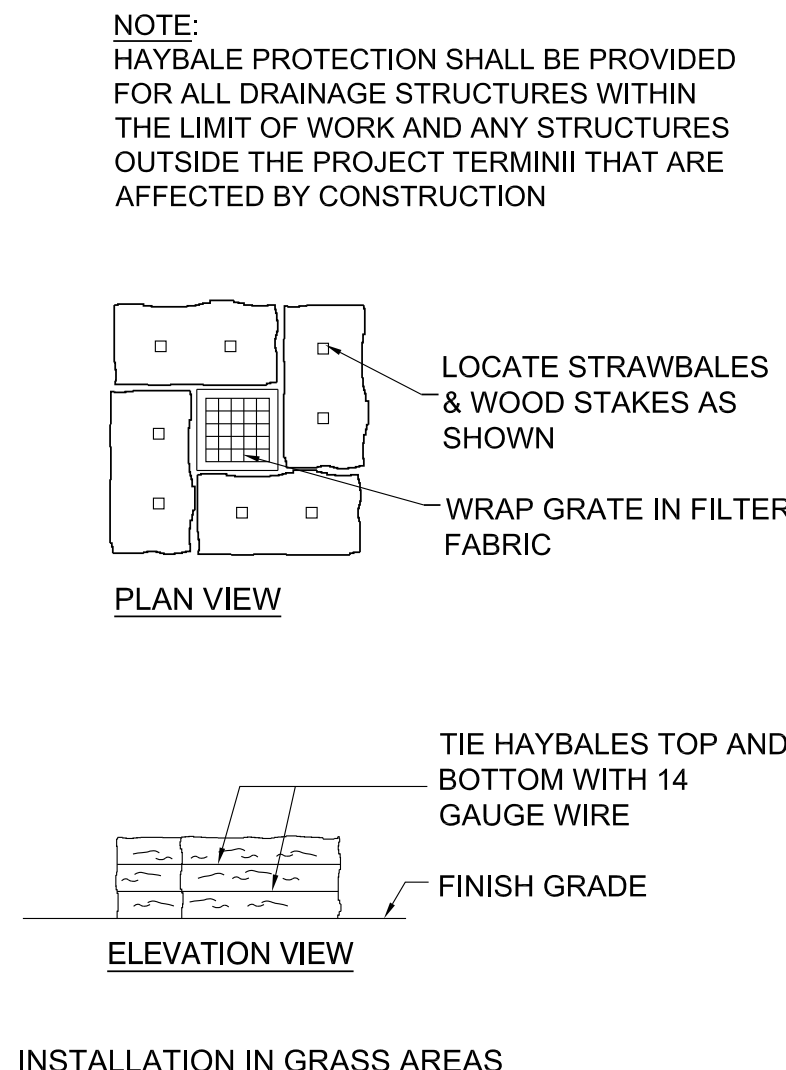 NOTE:
HAYBALE PROTECTION SHALL BE PROVIDED
FOR ALL DRAINAGE STRUCTURES WITHIN
THE LIMIT OF WORK AND ANY STRUCTURES
OUTSIDE THE PROJECT TERMINII THAT ARE
AFFECTED BY CONSTRUCTION
LOCATE STRAWBALES
& WOOD STAKES AS
SHOWN
WRAP GRATE IN FILTER
FABRIC
PLAN VIEW
TIE HAYBALES TOP AND
BOTTOM WITH 14
GAUGE WIRE
FINISH GRADE
ELEVATION VIEW
INSTALLATION IN GRASS AREAS